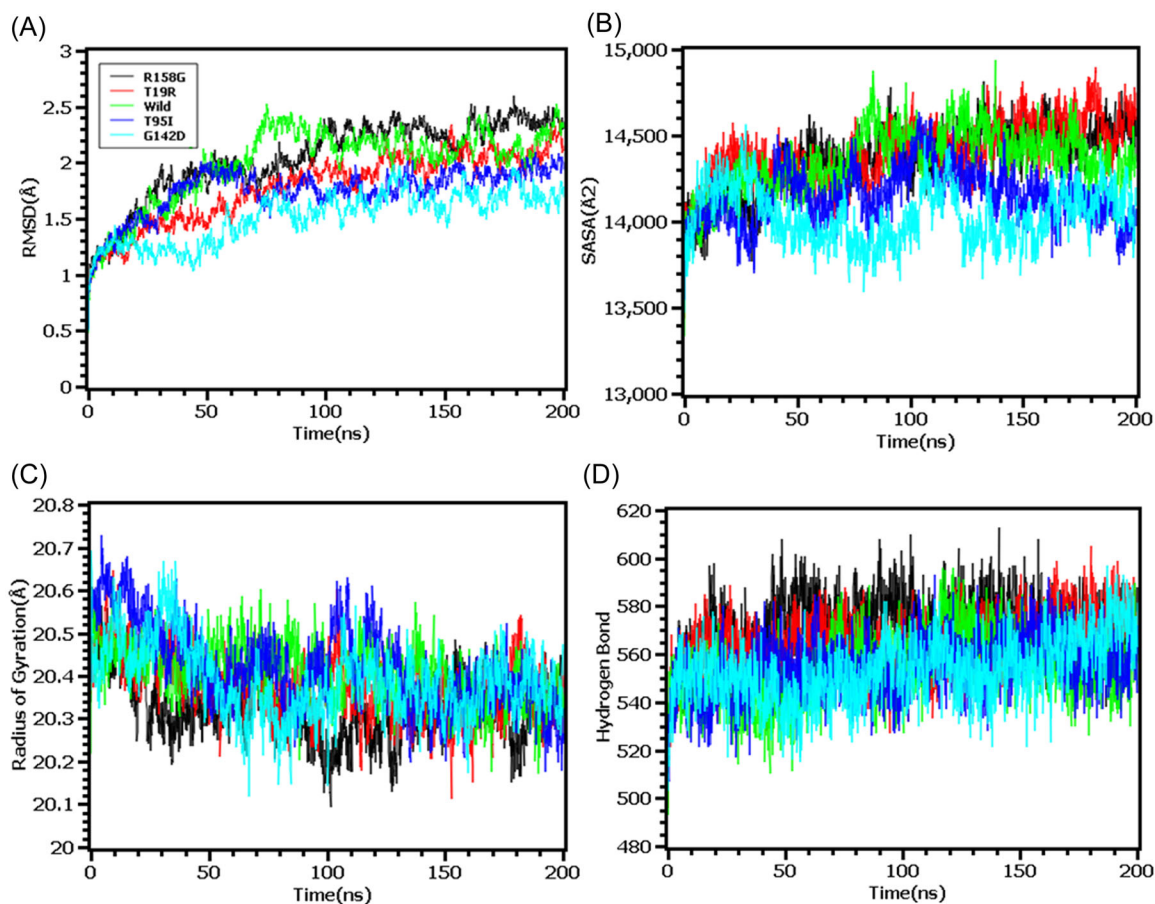 (A)
3
2.5
2
1.5
1
0.5
0
RMSD(Å)
R158G
T19R
Wild
T95I
G142D
0 50 100 150 200
Time(ns)
(B)
15,000
14,500
14,000
13,500
13,000
SASA(Å2)
0 50 100 150 200
Time(ns)
(C)
20.8
20.7
20.6
20.5
20.4
20.3
20.2
20.1
20
Radius of Gyration(Å)
0 50 100 150 200
Time(ns)
(D)
620
600
580
560
540
520
500
480
Hydrogen Bond
0 50 100 150 200
Time(ns)